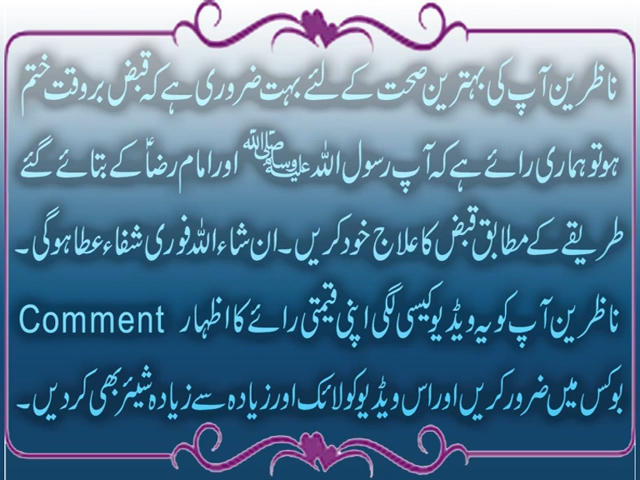 ناظرین آپ کی بہترین صحت کے لئے بہت ضروری ہے کہ قبض بروقت ختم
ہو تو ہماری رائے ہے کہ آپ رسول اللہ ﷺ اور امام رضاؑ کے بتائے گئے
طریقے کے مطابق قبض کا علاج خود کریں۔ ان شاء اللہ فوری شفاء عطا ہوگی۔
ناظرین آپ کو یہ ویڈیو کیسی لگی اپنی قیمتی رائے کا اظہار Comment
بوکس میں ضرور کریں اور اس ویڈیو کو لائک اور زیادہ سے زیادہ شیئر بھی کر دیں۔